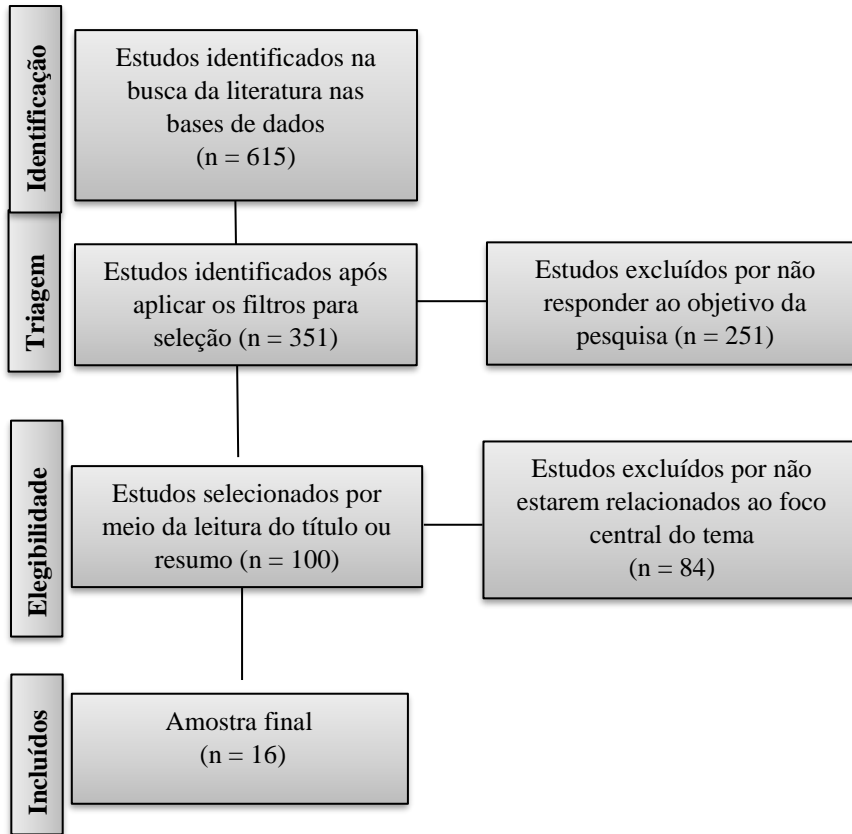 Identificação
Estudos identificados na
busca da literatura nas
bases de dados
(n = 615)
Triagem
Estudos identificados após
aplicar os filtros para
seleção (n = 351)
Estudos excluídos por não
responder ao objetivo da
pesquisa (n = 251)
Elegibilidade
Estudos selecionados por
meio da leitura do título ou
resumo (n = 100)
Estudos excluídos por não
estarem relacionados ao foco
central do tema
(n = 84)
Incluídos
Amostra final
(n = 16)